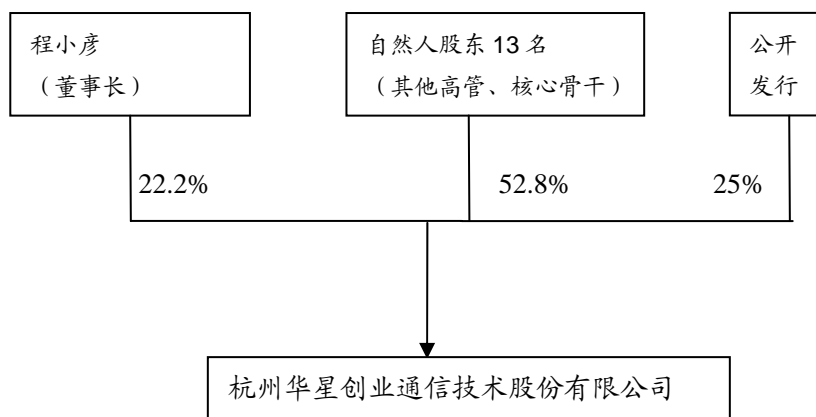 程小彦
（董事长）
自然人股东 13 名
（其他高管、核心骨干）
公开
发行
22.2%
52.8%
25%
杭州华星创业通信技术股份有限公司